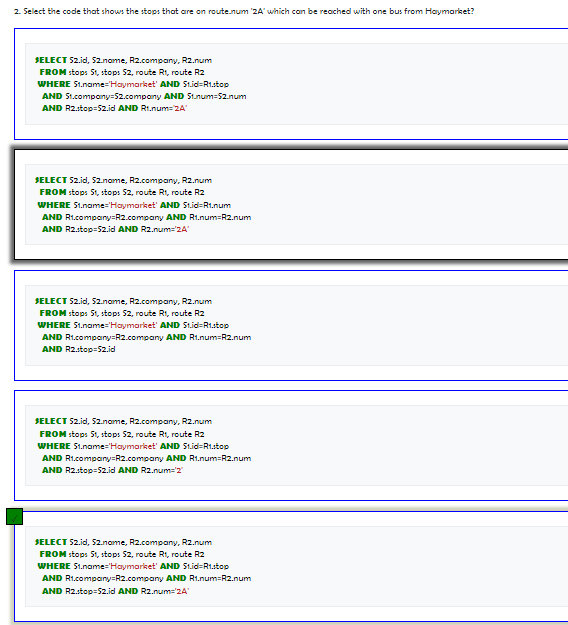 2. Select the code that shows the stops that are on route.num '2A' which can be reached with one bus from Haymarket?
SELECT S2.id, S2.name, R2.company, R2.num
FROM stops S1, stops S2, route R1, route R2
WHERE S1.name='Haymarket' AND S1.id=R1.stop
AND S1.company=S2.company AND S1.num=S2.num
AND R2.stop=S2.id AND R1.num='2A'
SELECT S2.id, S2.name, R2.company, R2.num
FROM stops S1, stops S2, route R1, route R2
WHERE S1.name='Haymarket' AND S1.id=R1.num
AND R1.company=R2.company AND R1.num=R2.num
AND R2.stop=S2.id AND R2.num='2A'
SELECT S2.id, S2.name, R2.company, R2.num
FROM stops S1, stops S2, route R1, route R2
WHERE S1.name='Haymarket' AND S1.id=R1.stop
AND R1.company=R2.company AND R1.num=R2.num
AND R2.stop=S2.id
SELECT S2.id, S2.name, R2.company, R2.num
FROM stops S1, stops S2, route R1, route R2
WHERE S1.name='Haymarket' AND S1.id=R1.stop
AND R1.company=R2.company AND R1.num=R2.num
AND R2.stop=S2.id AND R2.num='2'
SELECT S2.id, S2.name, R2.company, R2.num
FROM stops S1, stops S2, route R1, route R2
WHERE S1.name='Haymarket' AND S1.id=R1.stop
AND R1.company=R2.company AND R1.num=R2.num
AND R2.stop=S2.id AND R2.num='2A'